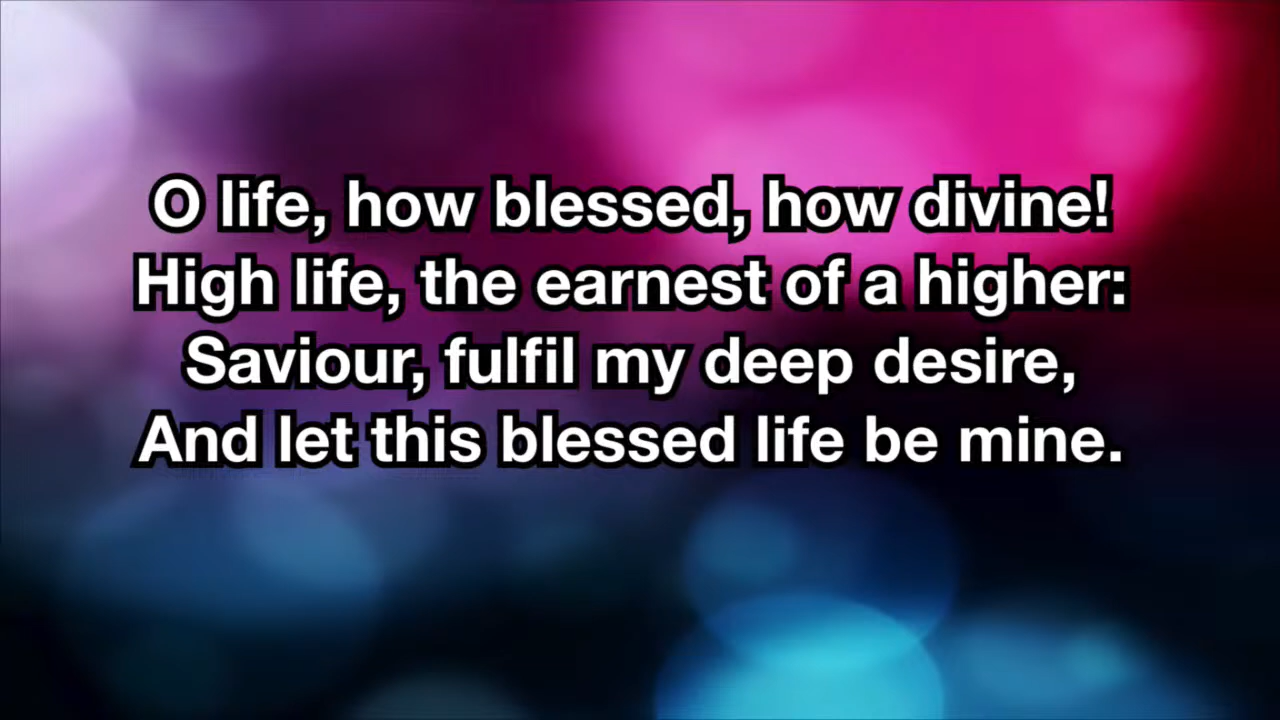 O life, how blessed, how divine!
High life, the earnest of a higher:
Saviour, fulfil my deep desire,
And let this blessed life be mine.